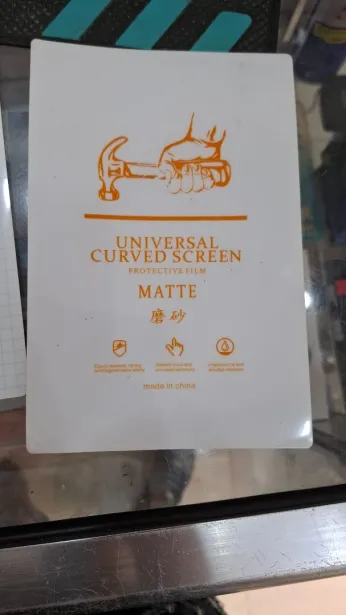 UNIVERSAL
CURVED SCREEN
PROTECTIVE FILM
MATTE
磨砂
made in china